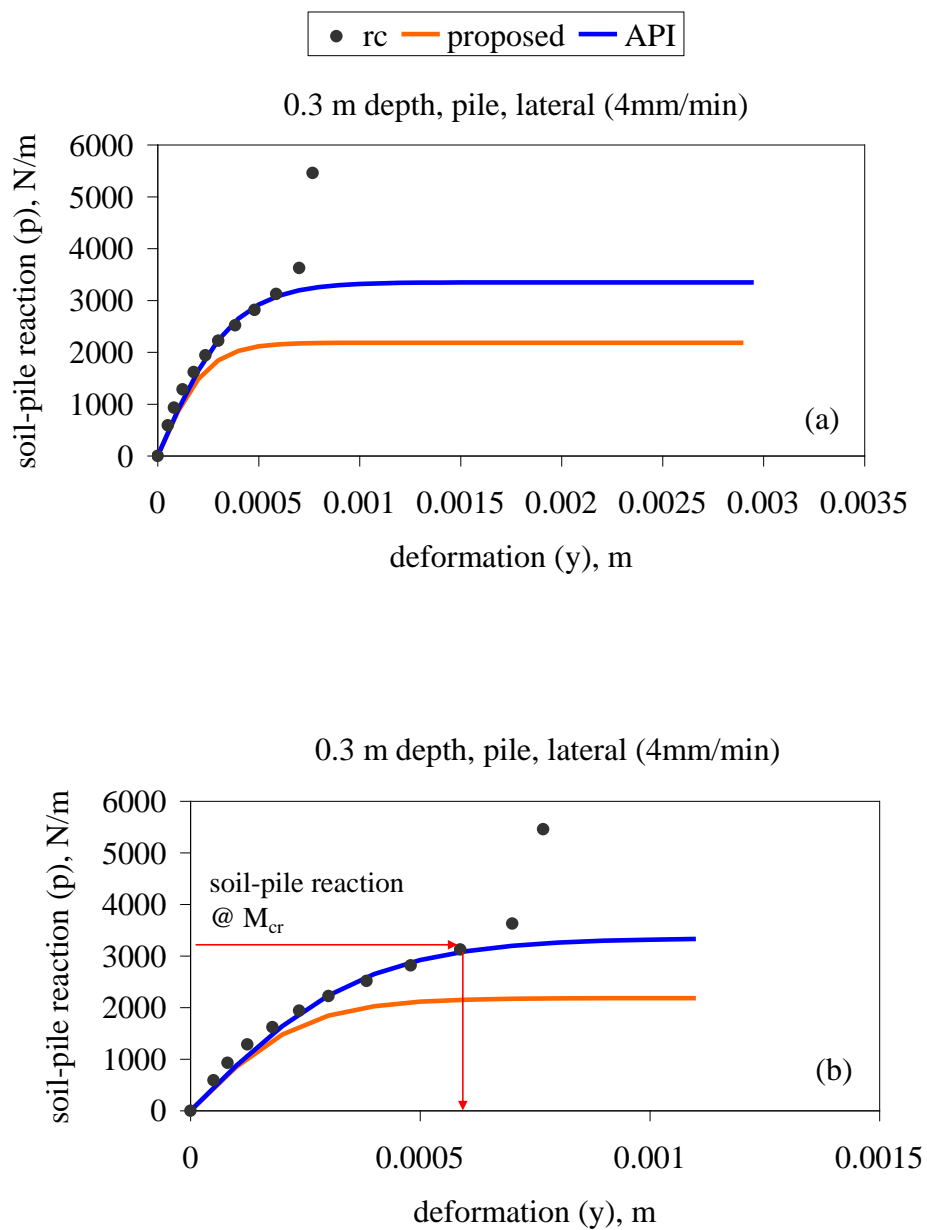 rc proposed API
0.3 m depth, pile, lateral (4mm/min)
soil-pile reaction (p), N/m
6000
5000
4000
3000
2000
1000
0
(a)
0 0.0005 0.001 0.0015 0.002 0.0025 0.003 0.0035
deformation (y), m
0.3 m depth, pile, lateral (4mm/min)
soil-pile reaction (p), N/m
6000
5000
4000
3000
2000
1000
0
soil-pile reaction
@ Mcr
(b)
0 0.0005 0.001 0.0015
deformation (y), m